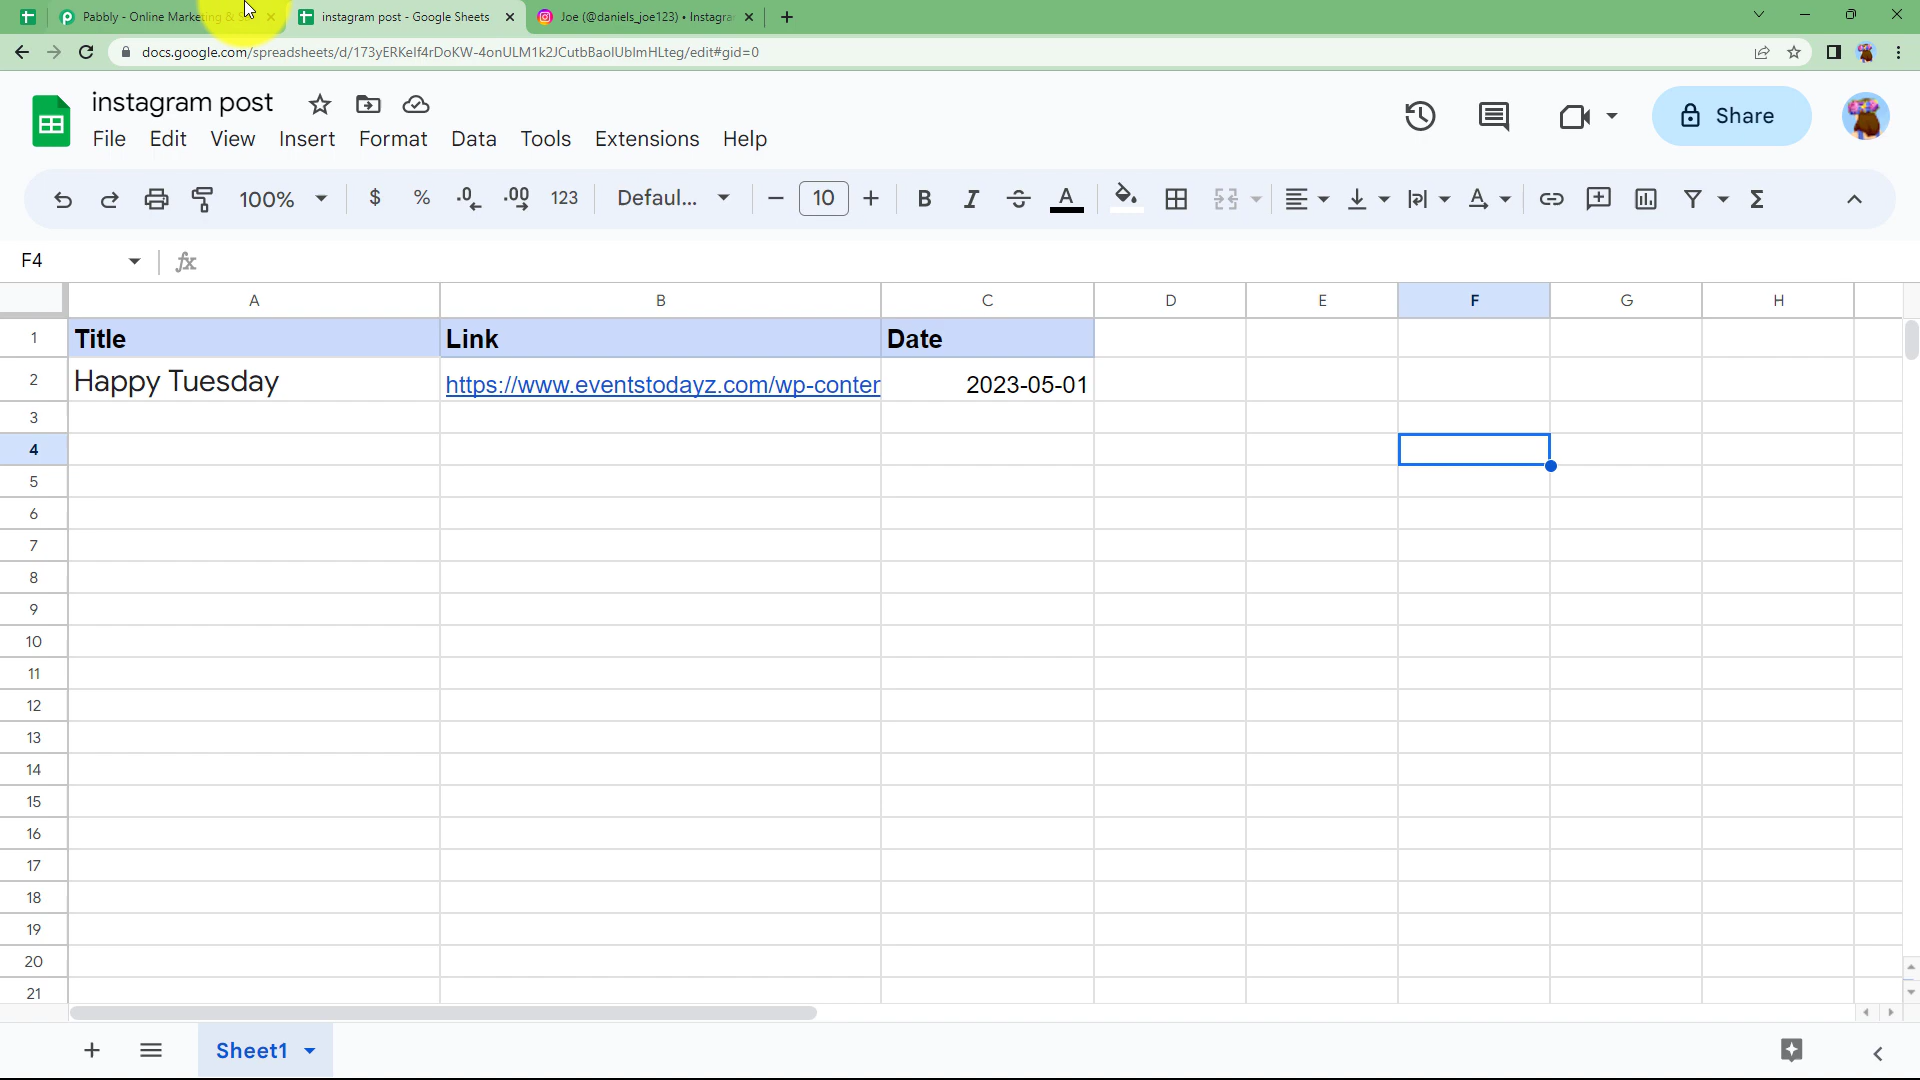 Pabbly - Online Marketing & S
instagram post - Google Sheets
Joe (@daniels_joe123) • Instagra
docs.google.com/spreadsheets/d/173yERKeIf4rDoKW-4onULM1k2JCutbBaoIUbImHLteg/edit#gid=0
instagram post
File Edit View Insert Format Data Tools Extensions Help
Share
100% $ % .0 .00 123 Defaul... 10 B I A A Σ
F4 fx
A B C D E F G H
1 Title Link Date
2 Happy Tuesday https://www.eventstodayz.com/wp-conter 2023-05-01
3
4
5
6
7
8
9
10
11
12
13
14
15
16
17
18
19
20
21
Sheet1